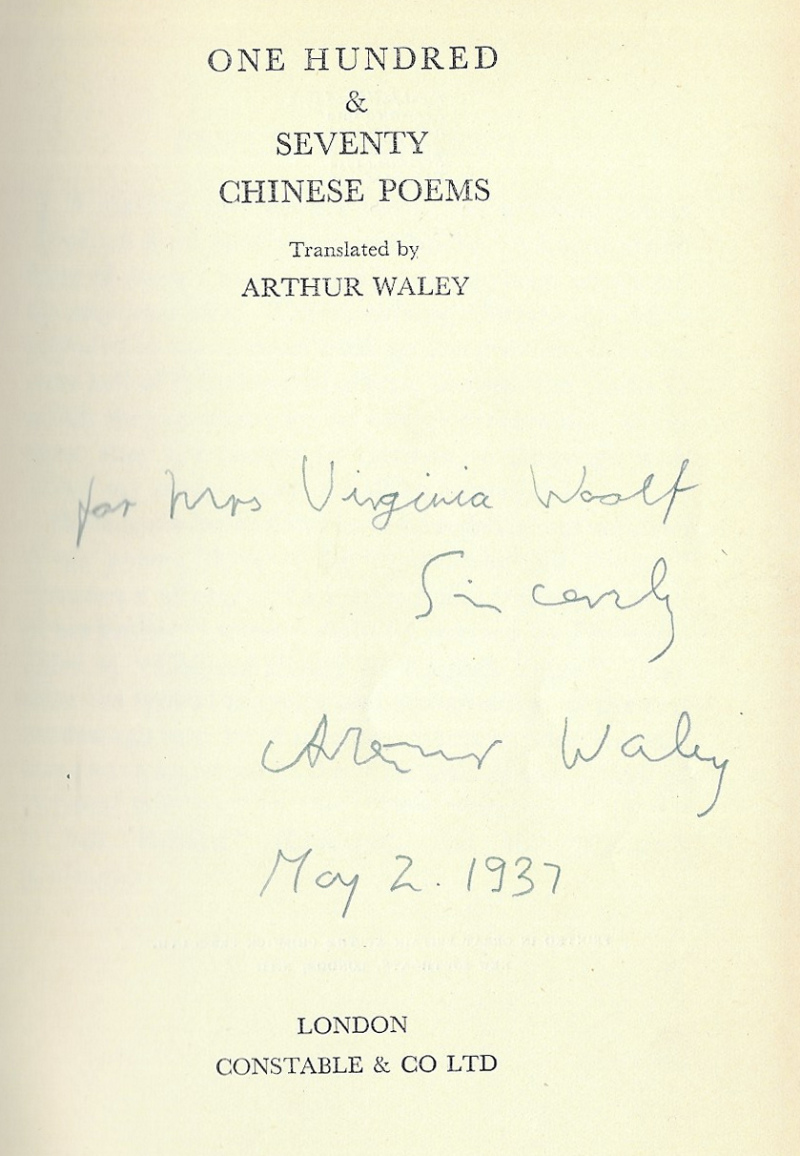 ONE HUNDRED
&
SEVENTY
CHINESE POEMS
Translated by
ARTHUR WALEY
for Mrs Virginia Woolf
Sincerely
Arthur Waley
May 2. 1937
LONDON
CONSTABLE & CO LTD